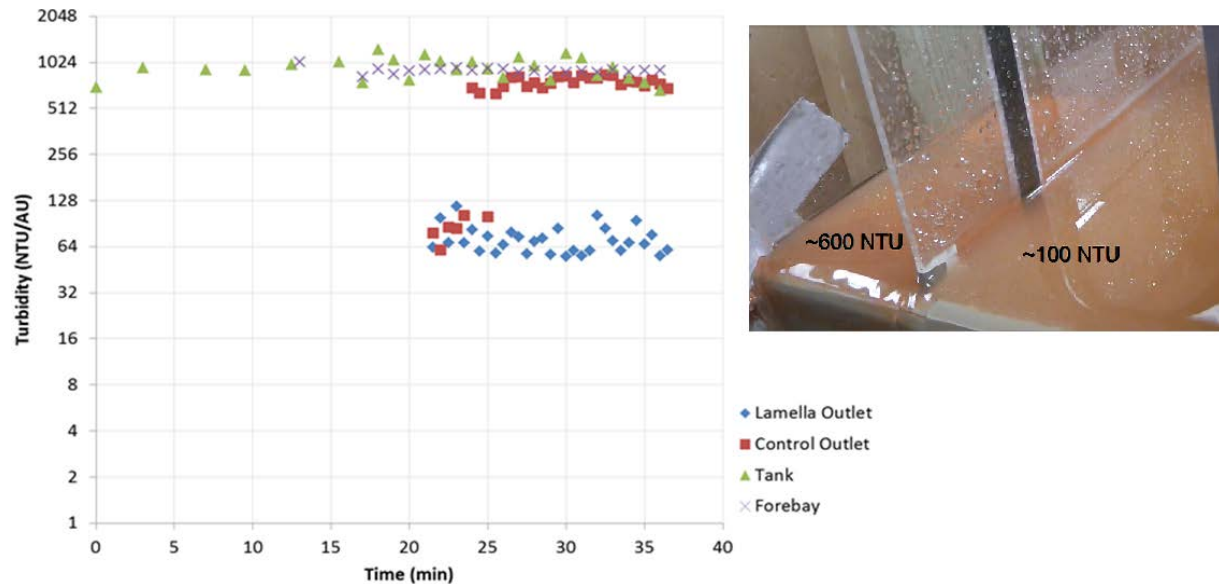 2048
1024
512
256
128
64
32
16
8
4
2
1
Turbidity (NTU/AU)
0 5 10 15 20 25 30 35 40
Time (min)
~600 NTU
~100 NTU
Lamella Outlet
Control Outlet
Tank
Forebay